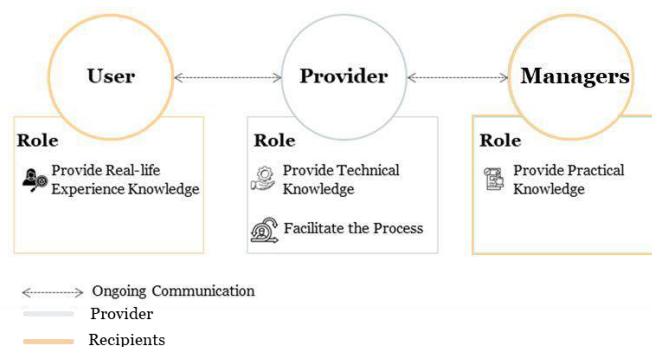 User
Provider
Managers
Role
Provide Real-life
Experience Knowledge
Role
Provide Technical
Knowledge
Facilitate the Process
Role
Provide Practical
Knowledge
Ongoing Communication
Provider
Recipients